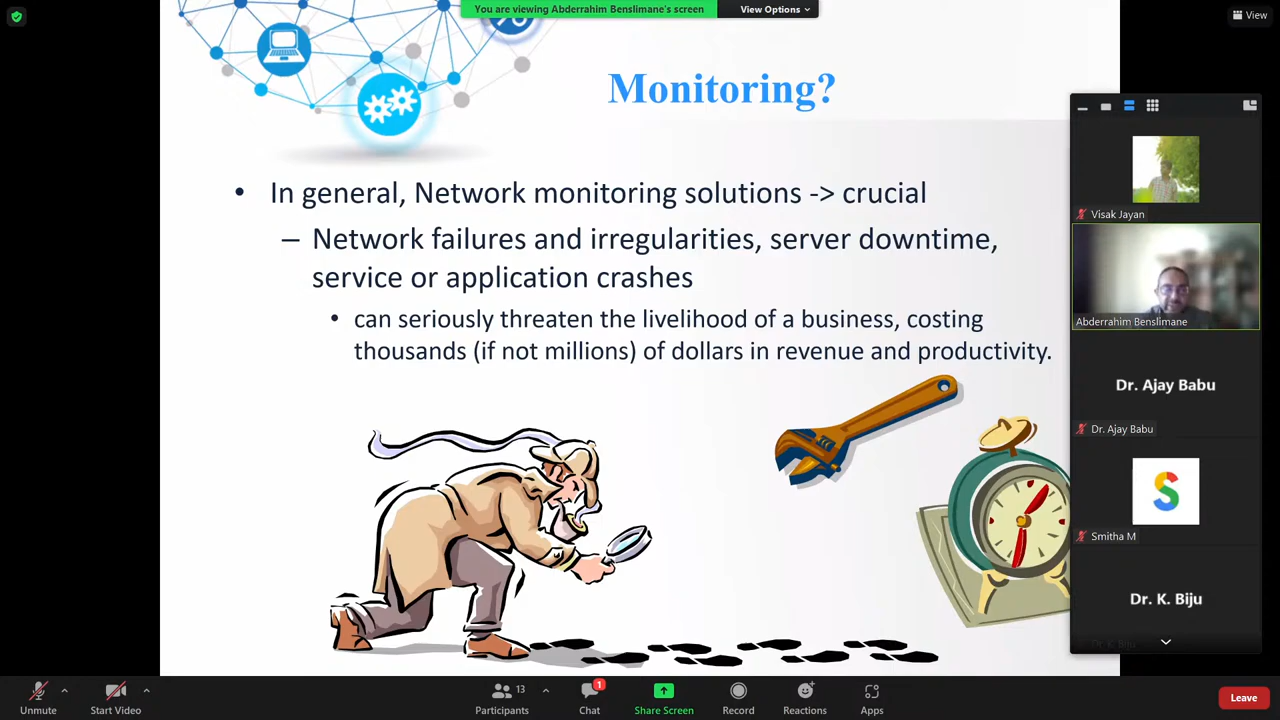 You are viewing Abderrahim Benslimane's screen
View Options
View
Monitoring?
• In general, Network monitoring solutions -> crucial
– Network failures and irregularities, server downtime,
service or application crashes
• can seriously threaten the livelihood of a business, costing
thousands (if not millions) of dollars in revenue and productivity.
Visak Jayan
Abderrahim Benslimane
Dr. Ajay Babu
Dr. Ajay Babu
S
Smitha M
Dr. K. Biju
Dr. K. Biju
Unmute
Start Video
13
Participants
1
Chat
Share Screen
Record
Reactions
Apps
Leave